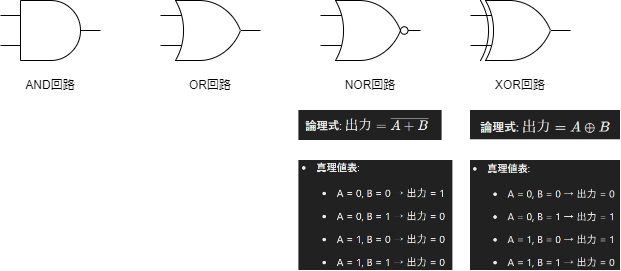 AND回路
OR回路
NOR回路
XOR回路
論理式: 出力 = \overline{A + B}
論理式: 出力 = A ⊕ B
• 真理値表:
• A = 0, B = 0 → 出力 = 1
• A = 0, B = 1 → 出力 = 0
• A = 1, B = 0 → 出力 = 0
• A = 1, B = 1 → 出力 = 0
• 真理値表:
• A = 0, B = 0 → 出力 = 0
• A = 0, B = 1 → 出力 = 1
• A = 1, B = 0 → 出力 = 1
• A = 1, B = 1 → 出力 = 0